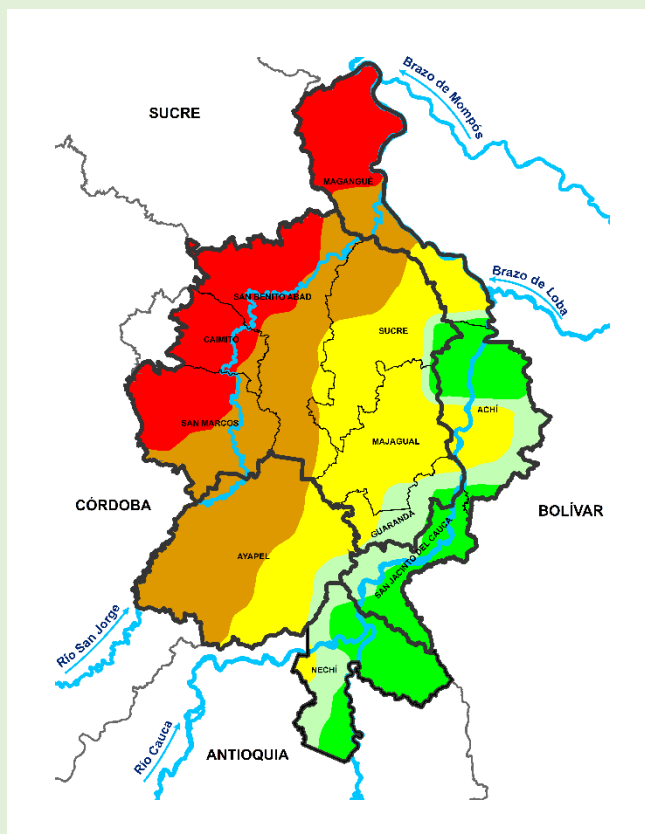 Brazo de Mompós
SUCRE
MAGANGUÉ
Brazo de Loba
SAN BENITO ABAD
SUCRE
CAIMITO
ACHÍ
SAN MARCOS
MAJAGUAL
CÓRDOBA
BOLÍVAR
GUARANDA
AYAPEL
SAN JACINTO DEL CAUCA
Río San Jorge
NECHÍ
Río Cauca
ANTIOQUIA